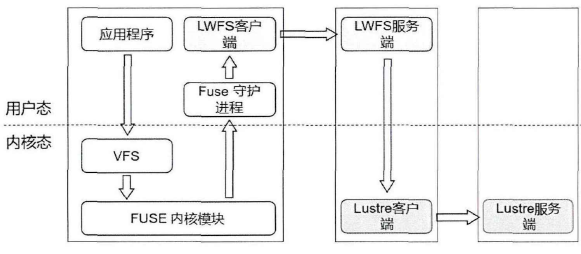 应用程序
LWFS客户
端
LWFS服务
端
Fuse 守护
进程
用户态
内核态
VFS
FUSE 内核模块
Lustre客户
端
Lustre服务
端